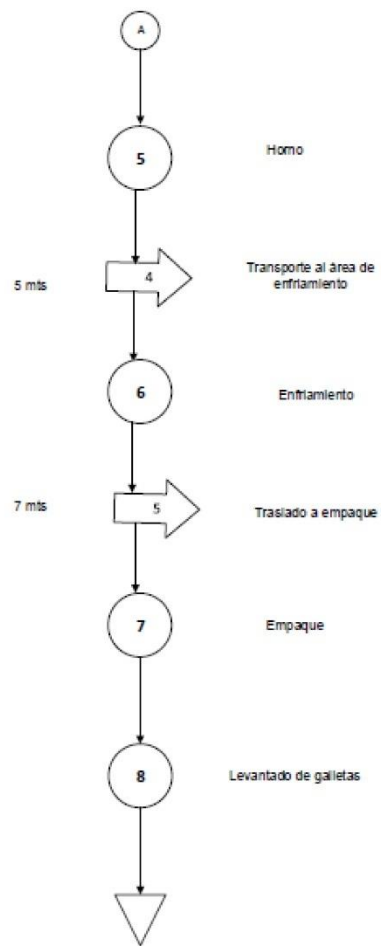 A
5
Horno
5 mts
4
Transporte al área de
enfriamiento
6
Enfriamiento
7 mts
5
Traslado a empaque
7
Empaque
8
Levantado de galletas